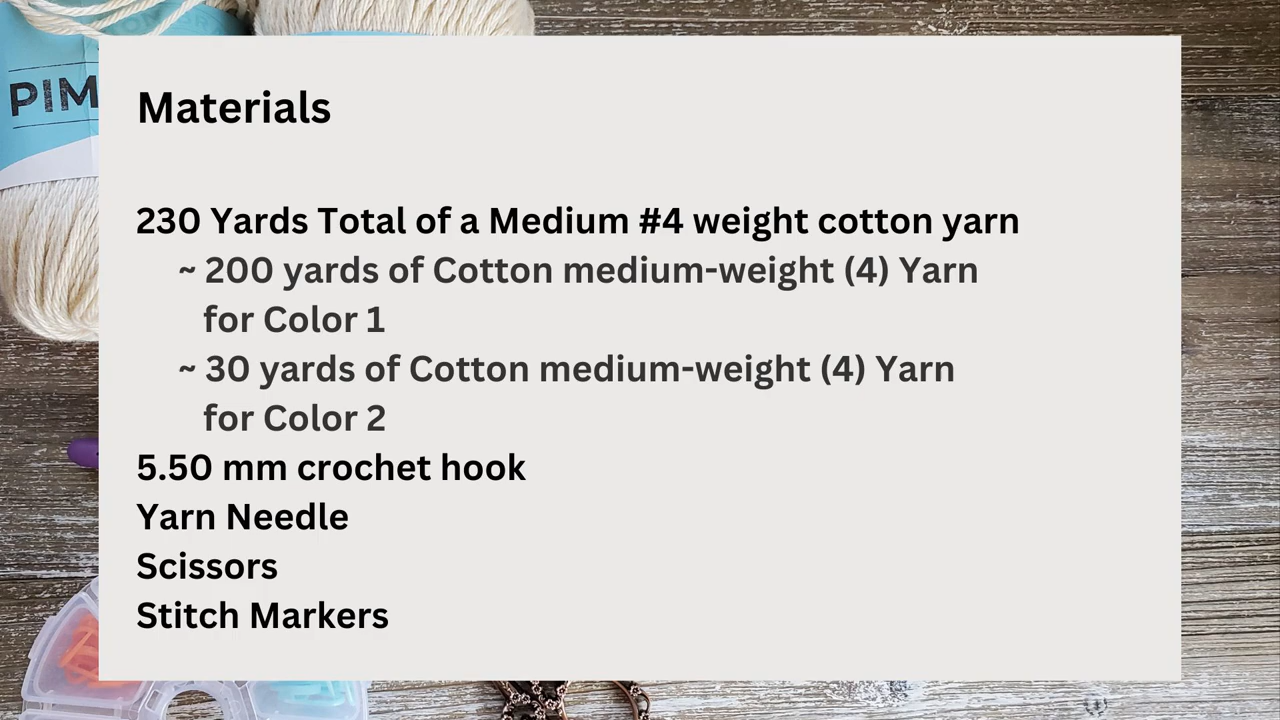 PIM
Materials
230 Yards Total of a Medium #4 weight cotton yarn
~ 200 yards of Cotton medium-weight (4) Yarn
for Color 1
~ 30 yards of Cotton medium-weight (4) Yarn
for Color 2
5.50 mm crochet hook
Yarn Needle
Scissors
Stitch Markers